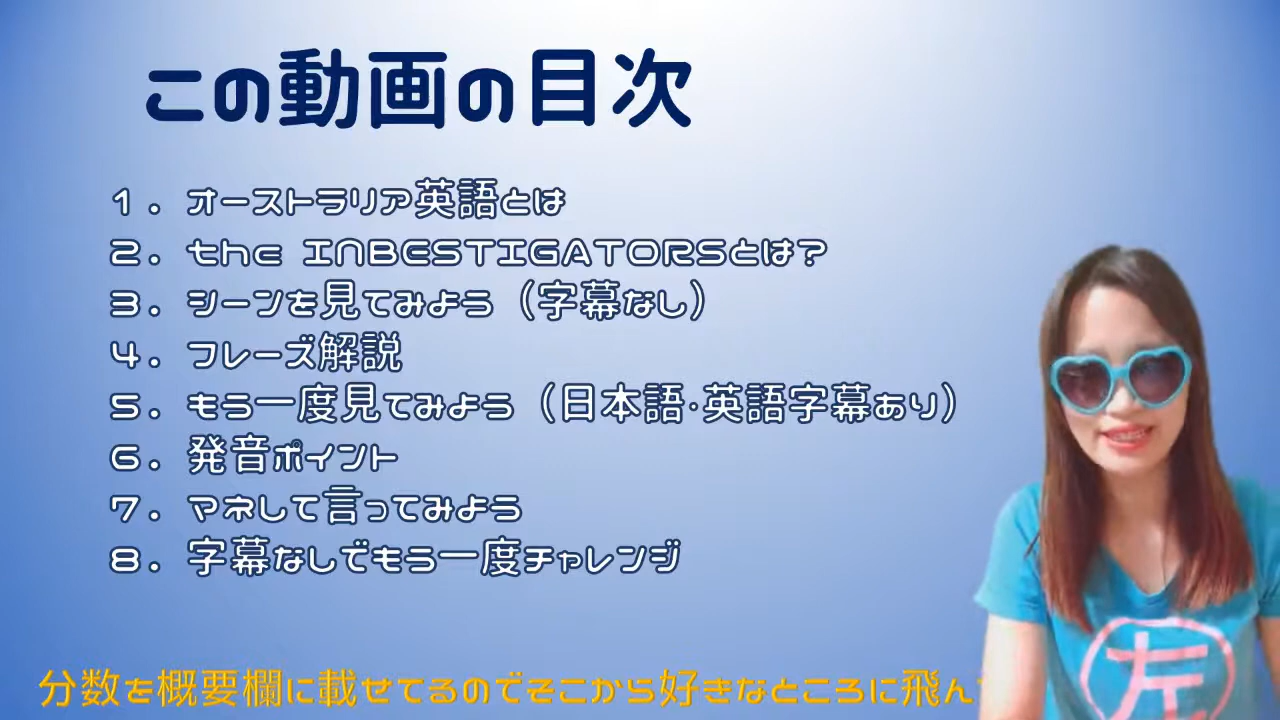 この動画の目次
１．オーストラリア英語とは
２．the INBESTIGATORSとは？
３．シーンを見てみよう（字幕なし）
４．フレーズ解説
５．もう一度見てみよう（日本語・英語字幕あり）
６．発音ポイント
７．マネして言ってみよう
８．字幕なしでもう一度チャレンジ
分数を概要欄に載せてるのでそこから好きなところに飛ん
左